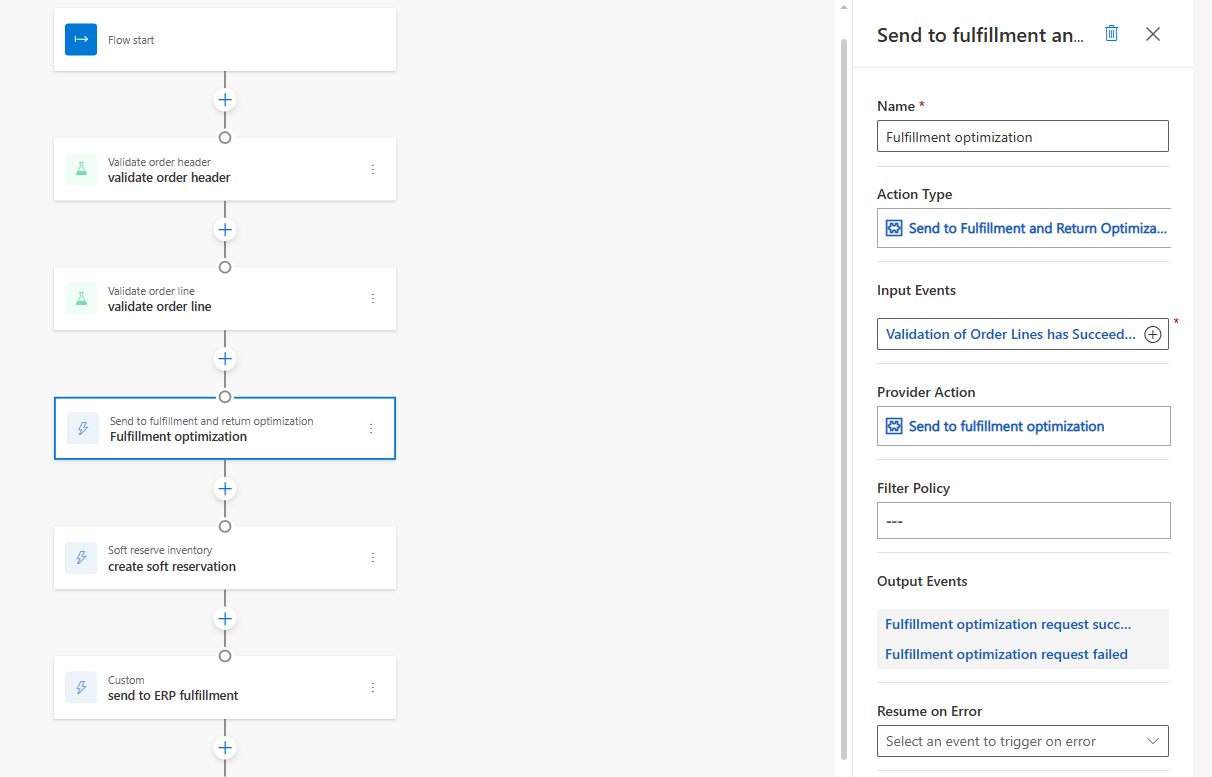 Flow start
Validate order header
validate order header
Validate order line
validate order line
Send to fulfillment and return optimization
Fulfillment optimization
Soft reserve inventory
create soft reservation
Custom
send to ERP fulfillment
Send to fulfillment an...
Name *
Fulfillment optimization
Action Type
Send to Fulfillment and Return Optimiza...
Input Events
Validation of Order Lines has Succeed... *
Provider Action
Send to fulfillment optimization
Filter Policy
---
Output Events
Fulfillment optimization request succ...
Fulfillment optimization request failed
Resume on Error
Select an event to trigger on error